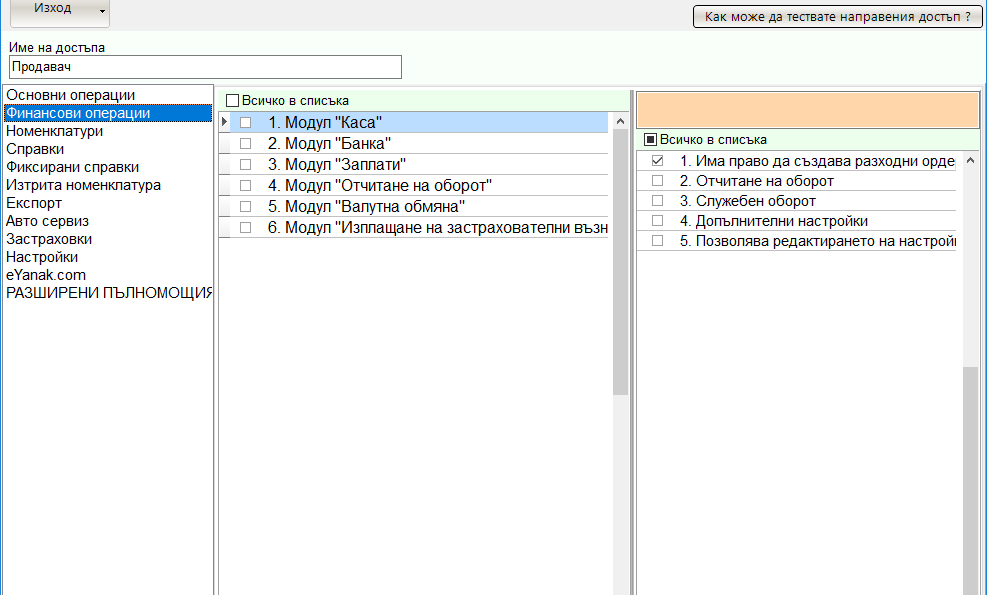 Изход
Как може да тествате направения достъп ?
Име на достъпа
Продавач
Основни операции
Финансови операции
Номенклатури
Справки
Фиксирани справки
Изтрита номенклатура
Експорт
Авто сервиз
Застраховки
Настройки
eYanak.com
РАЗШИРЕНИ ПЪЛНОМОЩИЯ
Всичко в списъка
1. Модул "Каса"
2. Модул "Банка"
3. Модул "Заплати"
4. Модул "Отчитане на оборот"
5. Модул "Валутна обмяна"
6. Модул "Изплащане на застрахователни възн
Всичко в списъка
1. Има право да създава разходни орде
2. Отчитане на оборот
3. Служебен оборот
4. Допълнителни настройки
5. Позволява редактирането на настрой